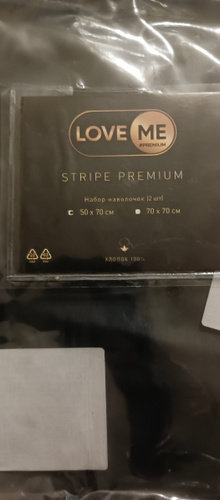 LOVE ME
PREMIUM
STRIPE PREMIUM
Набор наволочек (2 шт)
50 x 70 см 70 x 70 см
хлопок 100%